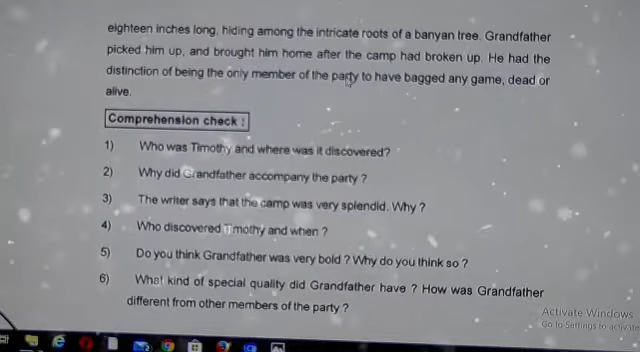 eighteen inches long, hiding among the intricate roots of a banyan tree. Grandfather
picked him up, and brought him home after the camp had broken up. He had the
distinction of being the only member of the party to have bagged any game, dead or
alive.
Comprehension check :
1) Who was Timothy and where was it discovered?
2) Why did Grandfather accompany the party ?
3) The writer says that the camp was very splendid. Why ?
4) Who discovered Timothy and when ?
5) Do you think Grandfather was very bold ? Why do you think so ?
6) What kind of special quality did Grandfather have ? How was Grandfather
different from other members of the party ?
Activate Windows
Go to Settings to activate